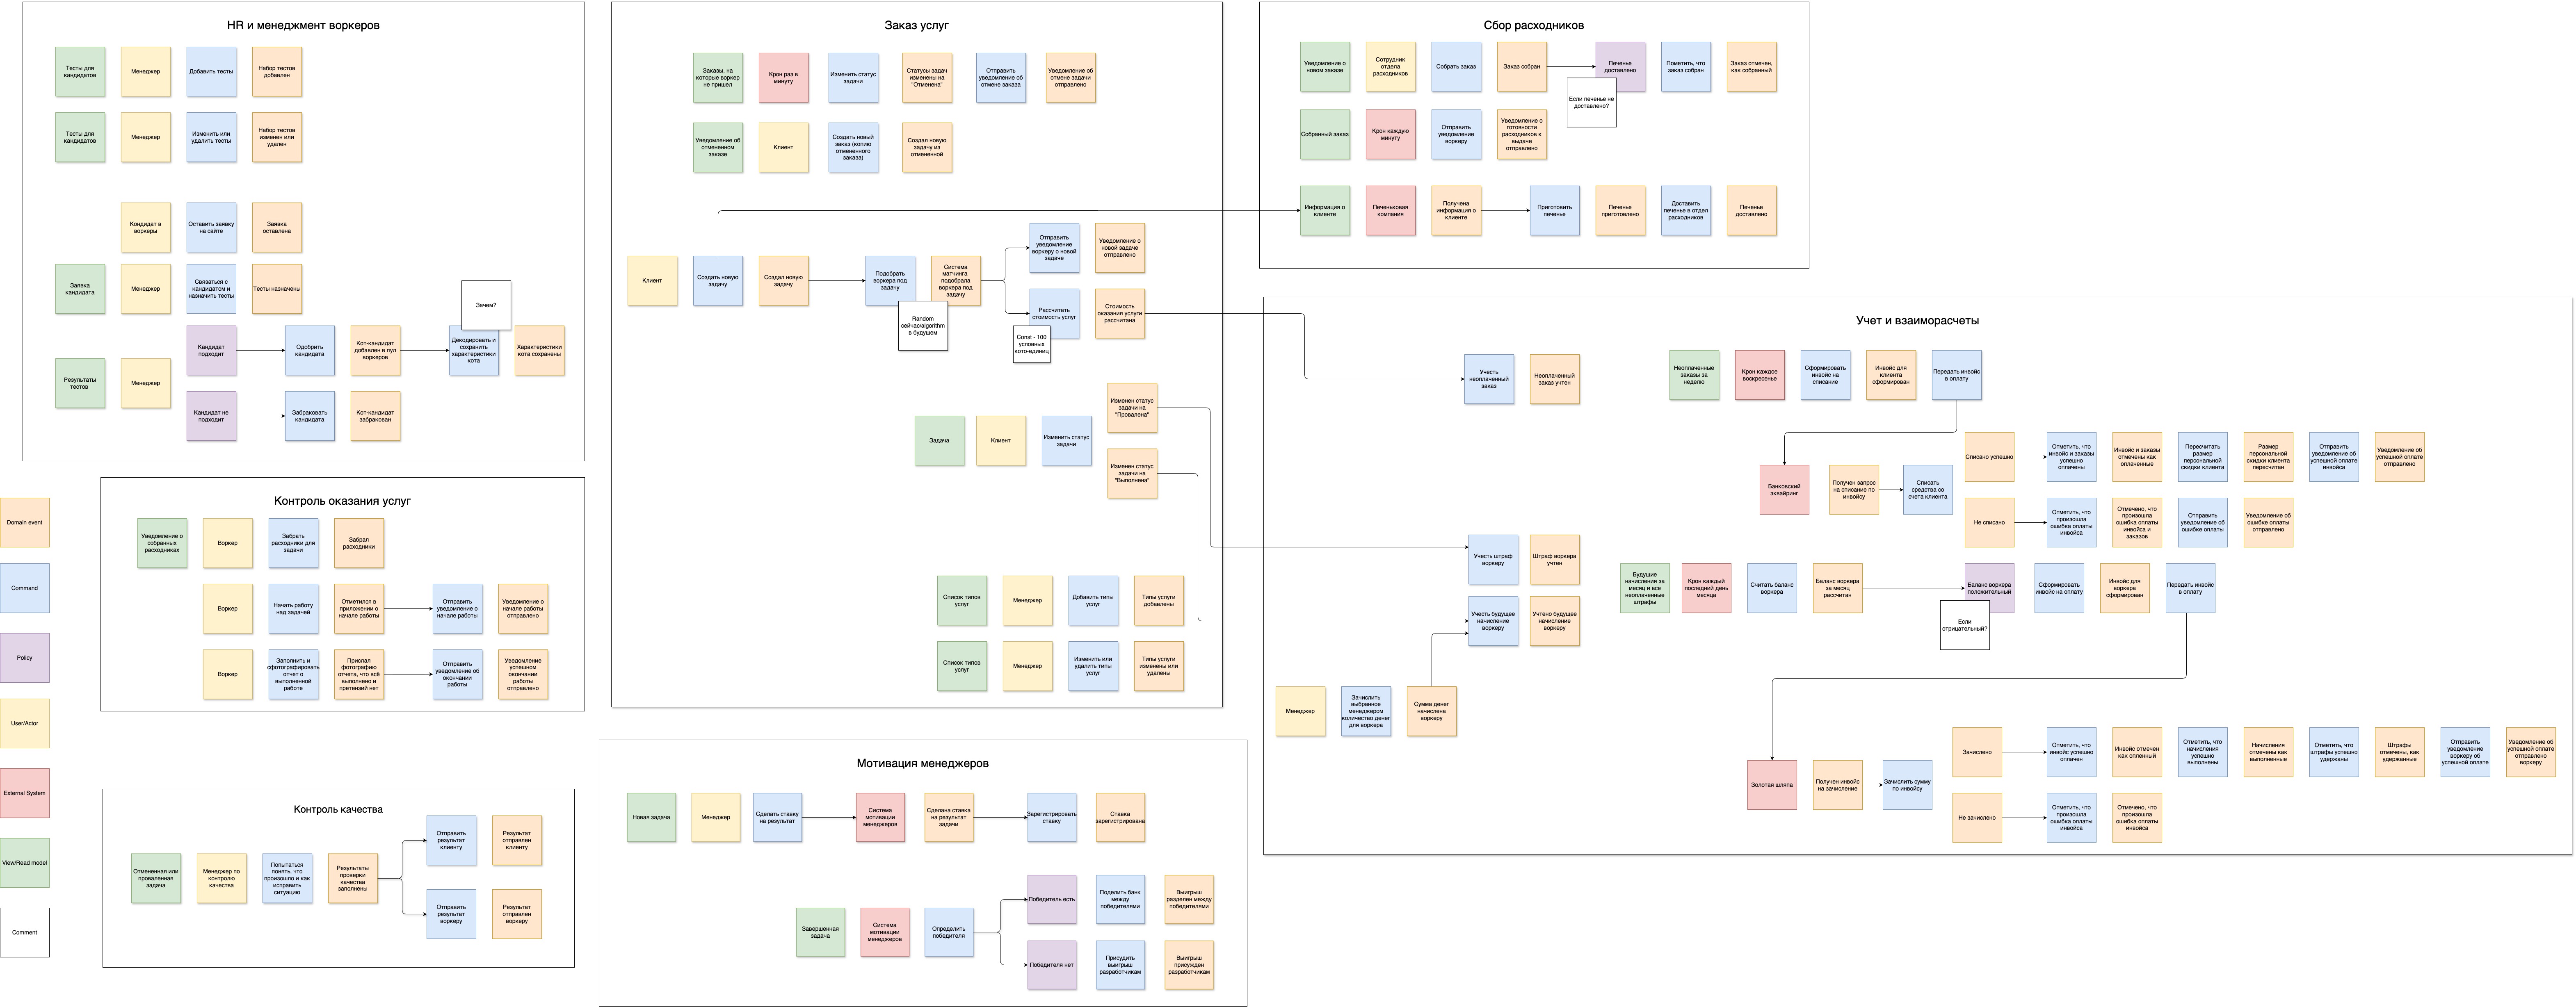 HR и менеджмент воркеров
Тесты для
кандидатов
Менеджер
Добавить тесты
Набор тестов
добавлен
Тесты для
кандидатов
Менеджер
Изменить или
удалить тесты
Набор тестов
изменен или
удален
Кондидат в
воркеры
Оставить заявку
на сайте
Заявка
оставлена
Заявка
кандидата
Менеджер
Связаться с
кандидатом и
назначить тесты
Тесты назначены
Зачем?
Результаты
тестов
Менеджер
Кандидат
подходит
Одобрить
кандидата
Кот-кандидат
добавлен в пул
воркеров
Декодировать и
сохранить
характеристики
кота
Характеристики
кота сохранены
Кандидат не
подходит
Забраковать
кандидата
Кот-кандидат
забракован
Заказ услуг
Заказы, на
которые воркер
не пришел
Крон раз в
минуту
Изменить статус
задачи
Статусы задач
изменены на
"Отменена"
Отправить
уведомление об
отмене заказа
Уведомление об
отмене задачи
отправлено
Уведомление об
отмененном
заказе
Клиент
Создать новый
заказ (копию
отмененного
заказа)
Создал новую
задачу из
отмененной
Клиент
Создать новую
задачу
Создал новую
задачу
Подобрать
воркера под
задачу
Random
сейчас/algorithm
в будущем
Система
матчинга
подобрала
воркера под
задачу
Отправить
уведомление
воркеру о новой
задаче
Уведомление о
новой задаче
отправлено
Рассчитать
стоимость услуг
Const - 100
условных
кото-единиц
Стоимость
оказания услуги
рассчитана
Задача
Клиент
Изменить статус
задачи
Изменен статус
задачи на
"Провалена"
Изменен статус
задачи на
"Выполнена"
Список типов
услуг
Менеджер
Добавить типы
услуг
Типы услуги
добавлены
Список типов
услуг
Менеджер
Изменить или
удалить типы
услуг
Типы услуги
изменены или
удалены
Сбор расходников
Уведомление о
новом заказе
Сотрудник
отдела
расходников
Собрать заказ
Заказ собран
Печенье
доставлено
Если печенье не
доставлено?
Пометить, что
заказ собран
Заказ отмечен,
как собранный
Собранный заказ
Крон каждую
минуту
Отправить
уведомление
воркеру
Уведомление о
готовности
расходников к
выдаче
отправлено
Информация о
клиенте
Печеньковая
компания
Получена
информация о
клиенте
Приготовить
печенье
Печенье
приготовлено
Доставить
печенье в отдел
расходников
Печенье
доставлено
Учет и взаиморасчеты
Учесть
неоплаченный
заказ
Неоплаченный
заказ учтен
Неоплаченные
заказы за
неделю
Крон каждое
воскресенье
Сформировать
инвойс на
списание
Инвойс для
клиента
сформирован
Передать инвойс
в оплату
Банковский
эквайринг
Получен запрос
на списание по
инвойсу
Списать
средства со
счета клиента
Списано успешно
Отметить, что
инвойс и заказы
успешно
оплачены
Инвойс и заказы
отмечены как
оплаченные
Пересчитать
размер
персональной
скидки клиента
Размер
персональной
скидки клиента
пересчитан
Отправить
уведомление об
успешной оплате
инвойса
Уведомление об
успешной оплате
отправлено
Не списано
Отметить, что
произошла
ошибка оплаты
инвойса
Отмечено, что
произошла
ошибка оплаты
инвойса и
заказов
Отправить
уведомление об
ошибке оплаты
Уведомление об
ошибке оплаты
отправлено
Учесть штраф
воркеру
Штраф воркера
учтен
Учесть будущее
начисление
воркеру
Учтено будущее
начисление
воркеру
Будущие
начисления за
месяц и все
неоплаченные
штрафы
Крон каждый
последний день
месяца
Считать баланс
воркера
Баланс воркера
за месяц
рассчитан
Баланс воркера
положительный
Если
отрицательный?
Сформировать
инвойс на оплату
Инвойс для
воркера
сформирован
Передать инвойс
в оплату
Менеджер
Зачислить
выбранное
менеджером
количество денег
для воркера
Сумма денег
начислена
воркеру
Золотая шляпа
Получен инвойс
на зачисление
Зачислить сумму
по инвойсу
Зачислено
Отметить, что
инвойс успешно
оплачен
Инвойс отмечен
как опленный
Отметить, что
начисления
успешно
выполнены
Начисления
отмечены как
выполненные
Отметить, что
штрафы успешно
удержаны
Штрафы
отмечены, как
удержанные
Отправить
уведомление
воркеру об
успешной оплате
Уведомление об
успешной оплате
отправлено
воркеру
Не зачислено
Отметить, что
произошла
ошибка оплаты
инвойса
Отмечено, что
произошла
ошибка оплаты
инвойса
Domain event
Command
Policy
User/Actor
External System
View/Read model
Comment
Контроль оказания услуг
Уведомление о
собранных
расходниках
Воркер
Забрать
расходники для
задачи
Забрал
расходники
Воркер
Начать работу
над задачей
Отметился в
приложении о
начале работы
Отправить
уведомление о
начале работы
Уведомление о
начале работы
отправлено
Воркер
Заполнить и
сфотографировать
отчет о
выполненной
работе
Прислал
фотографию
отчета, что всё
выполнено и
претензий нет
Отправить
уведомление об
окончании
работы
Уведомление
успешном
окончании
работы
отправлено
Контроль качества
Отмененная или
проваленная
задача
Менеджер по
контролю
качества
Попытаться
понять, что
произошло и как
исправить
ситуацию
Результаты
проверки
качества
заполнены
Отправить
результат
клиенту
Результат
отправлен
клиенту
Отправить
результат
воркеру
Результат
отправлен
воркеру
Мотивация менеджеров
Новая задача
Менеджер
Сделать ставку
на результат
Система
мотивации
менеджеров
Сделана ставка
на результат
задачи
Зарегистрировать
ставку
Ставка
зарегистрирована
Завершенная
задача
Система
мотивации
менеджеров
Определить
победителя
Победитель есть
Поделить банк
между
победителями
Выигрыш
разделен между
победителями
Победителя нет
Присудить
выигрыш
разработчикам
Выигрыш
присужден
разработчикам